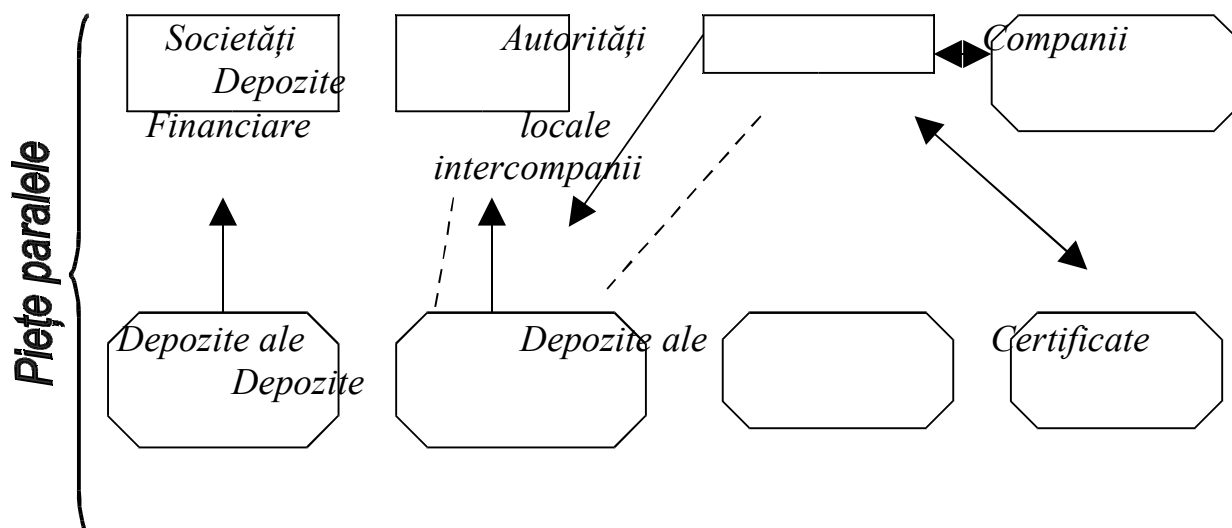 Piețe paralele
Societăți Autorități Companii
Depozite
Financiare locale
intercompanii
Depozite ale Depozite ale Certificate
Depozite